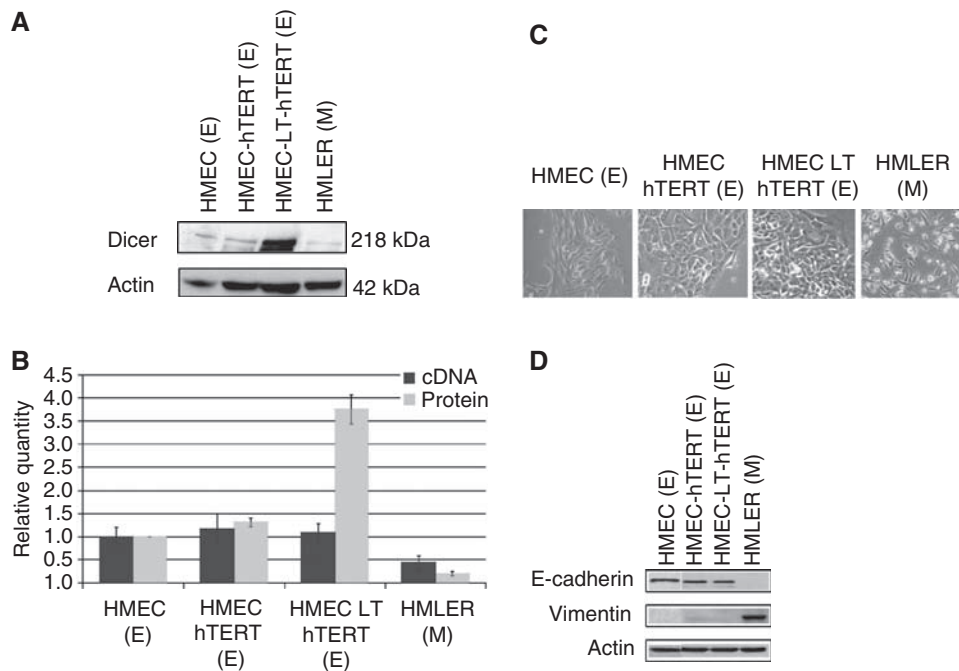 A
HMEC (E)
HMEC-hTERT (E)
HMEC-LT-hTERT (E)
HMLER (M)
Dicer
218 kDa
Actin
42 kDa
B
4.5
4.0
3.5
3.0
2.5
2.0
1.5
1.0
0.5
1.0
Relative quantity
cDNA
Protein
HMEC
(E)
HMEC
hTERT
(E)
HMEC LT
hTERT
(E)
HMLER
(M)
C
HMEC (E)
HMEC
hTERT (E)
HMEC LT
hTERT (E)
HMLER
(M)
D
HMEC (E)
HMEC-hTERT (E)
HMEC-LT-hTERT (E)
HMLER (M)
E-cadherin
Vimentin
Actin